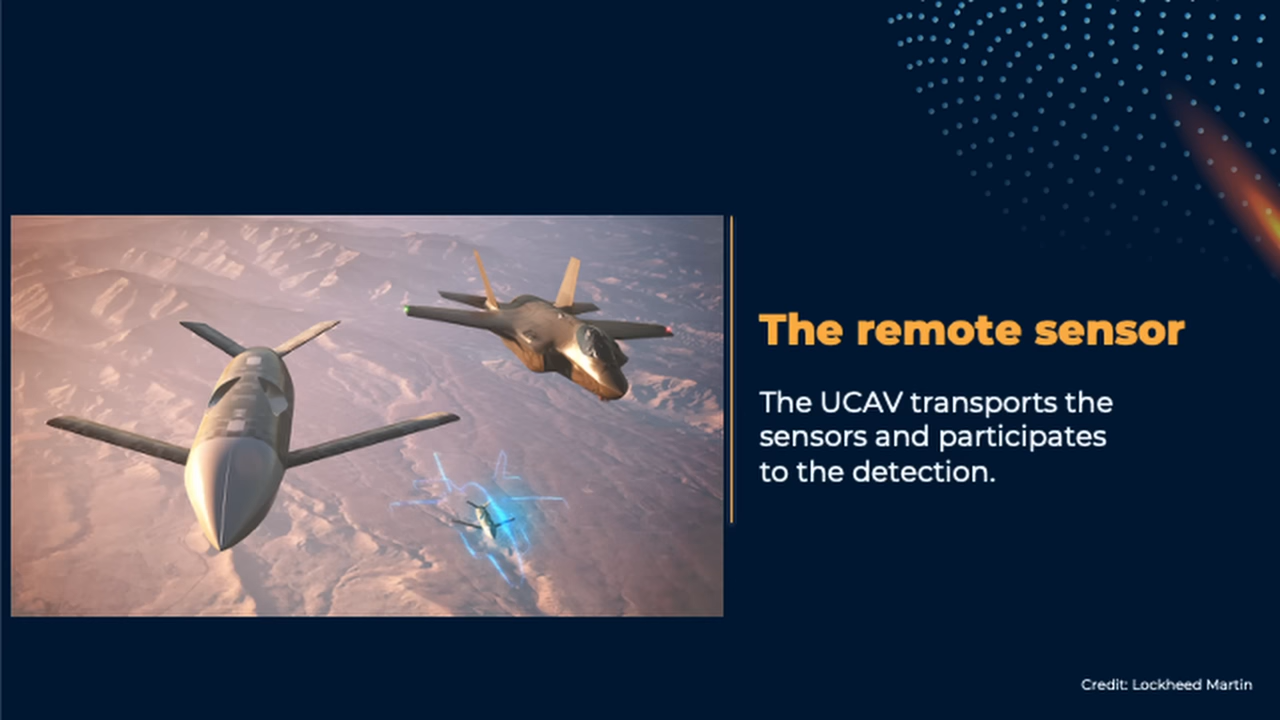 The remote sensor
The UCAV transports the
sensors and participates
to the detection.
Credit: Lockheed Martin